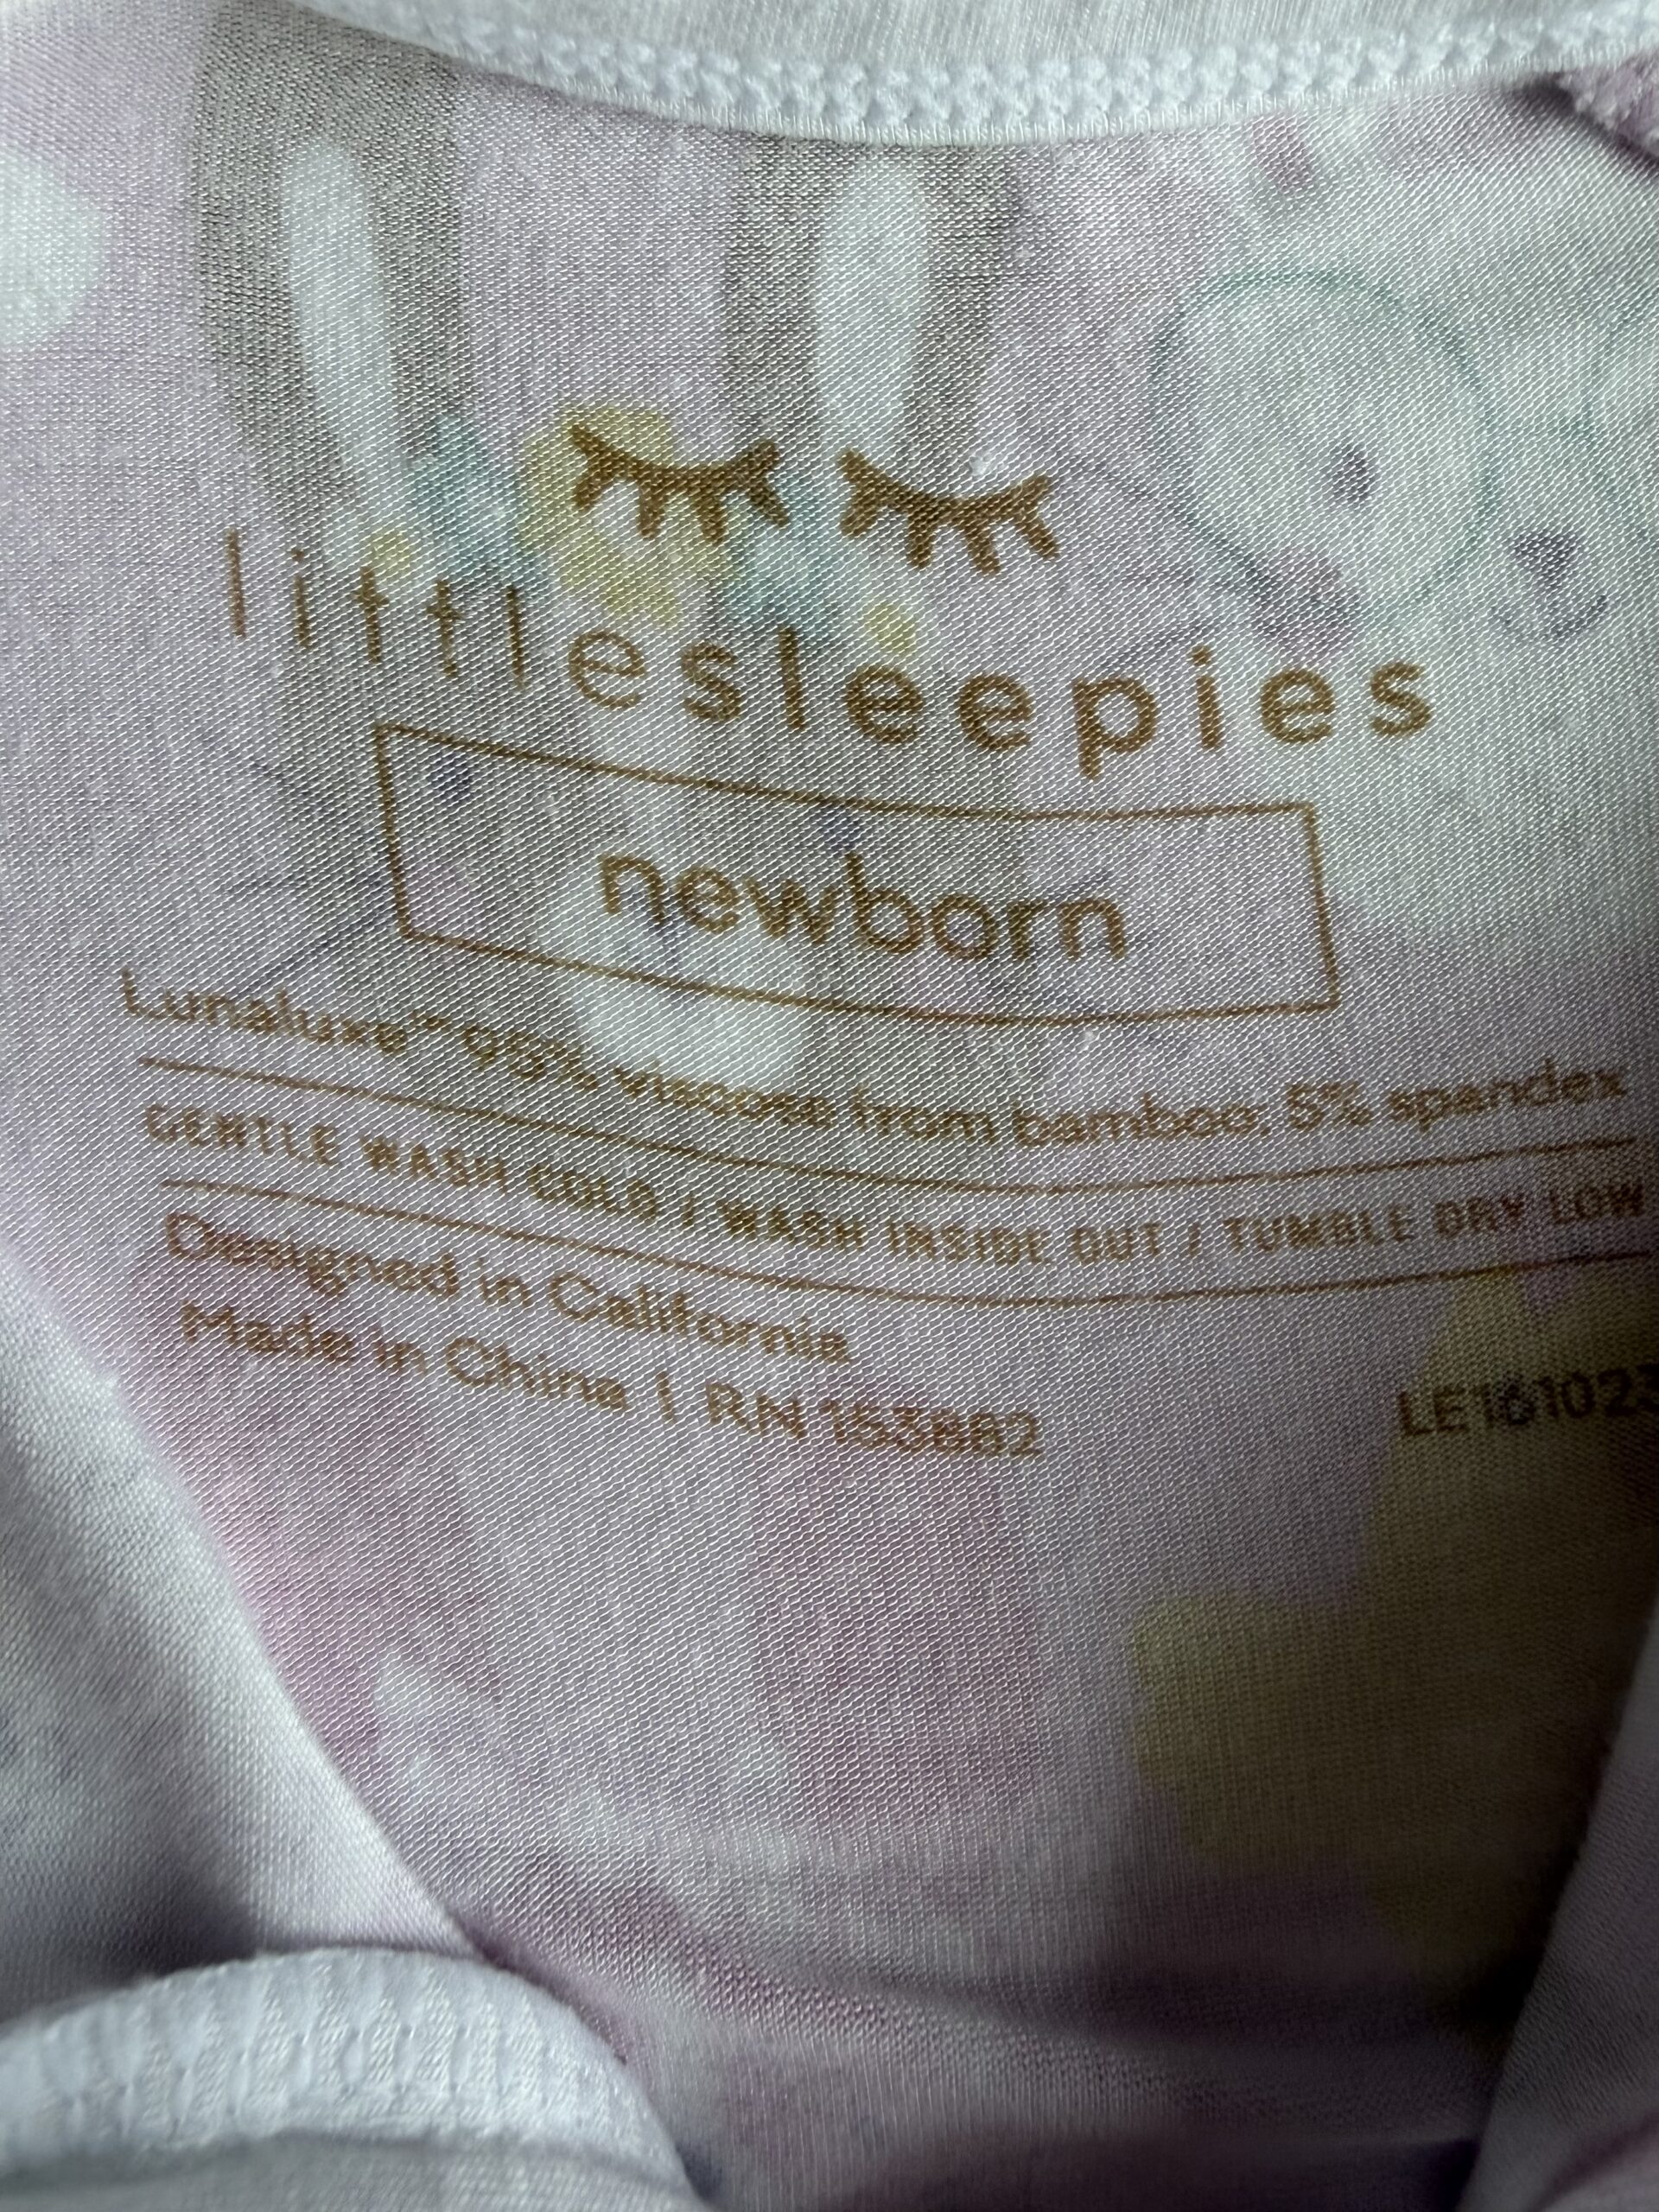 littlesleepies
newborn
Lunaluxe™ 95% viscose from bamboo, 5% spandex
GENTLE WASH COLD / WASH INSIDE OUT / TUMBLE DRY LOW
Designed in California
Made in China | RN 153882
LE161023